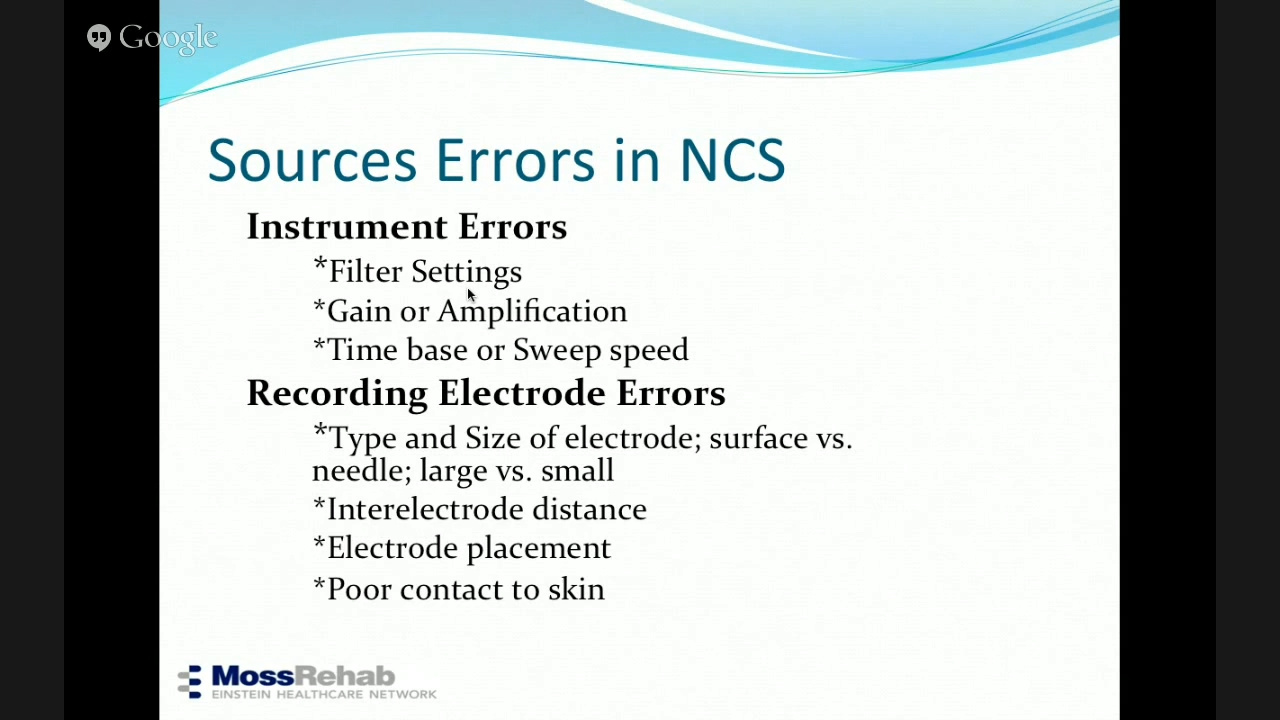 Google
Sources Errors in NCS
Instrument Errors
*Filter Settings
*Gain or Amplification
*Time base or Sweep speed
Recording Electrode Errors
*Type and Size of electrode; surface vs.
needle; large vs. small
*Interelectrode distance
*Electrode placement
*Poor contact to skin
MossRehab
EINSTEIN HEALTHCARE NETWORK